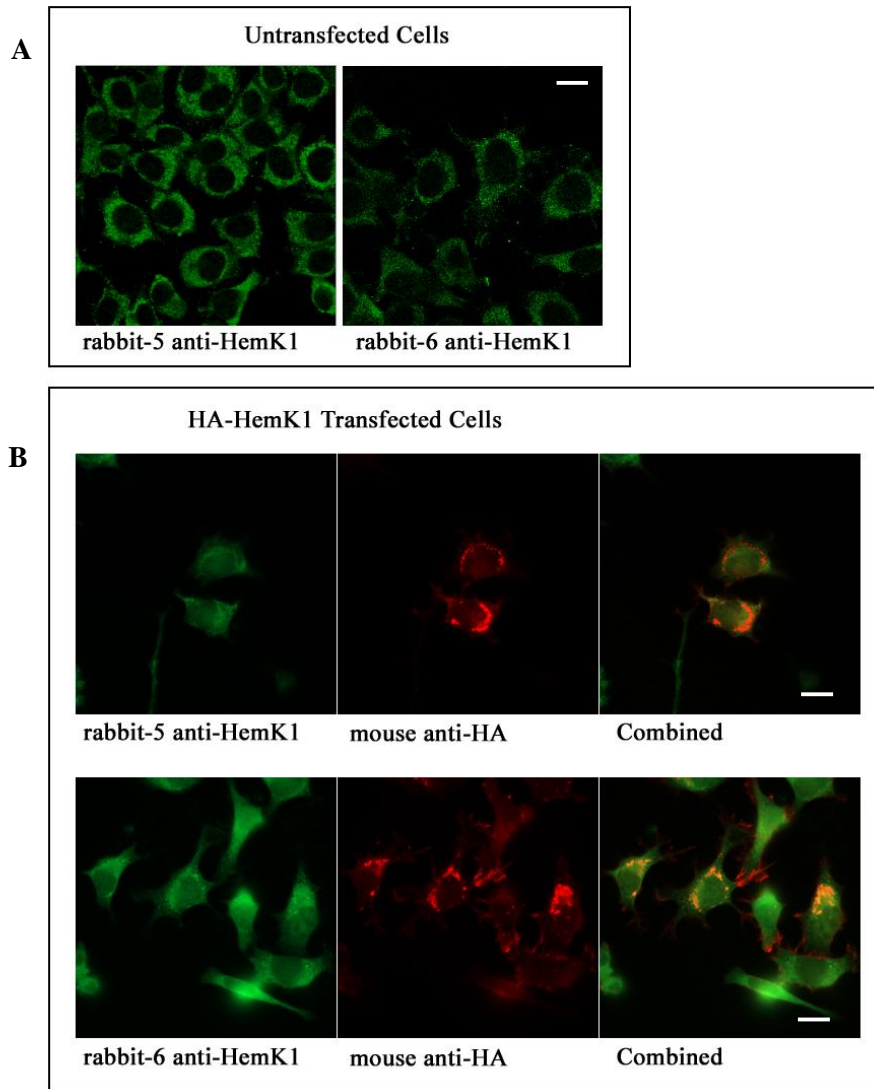 A
Untransfected Cells
rabbit-5 anti-HemK1 rabbit-6 anti-HemK1
B
HA-HemK1 Transfected Cells
rabbit-5 anti-HemK1 mouse anti-HA Combined
rabbit-6 anti-HemK1 mouse anti-HA Combined